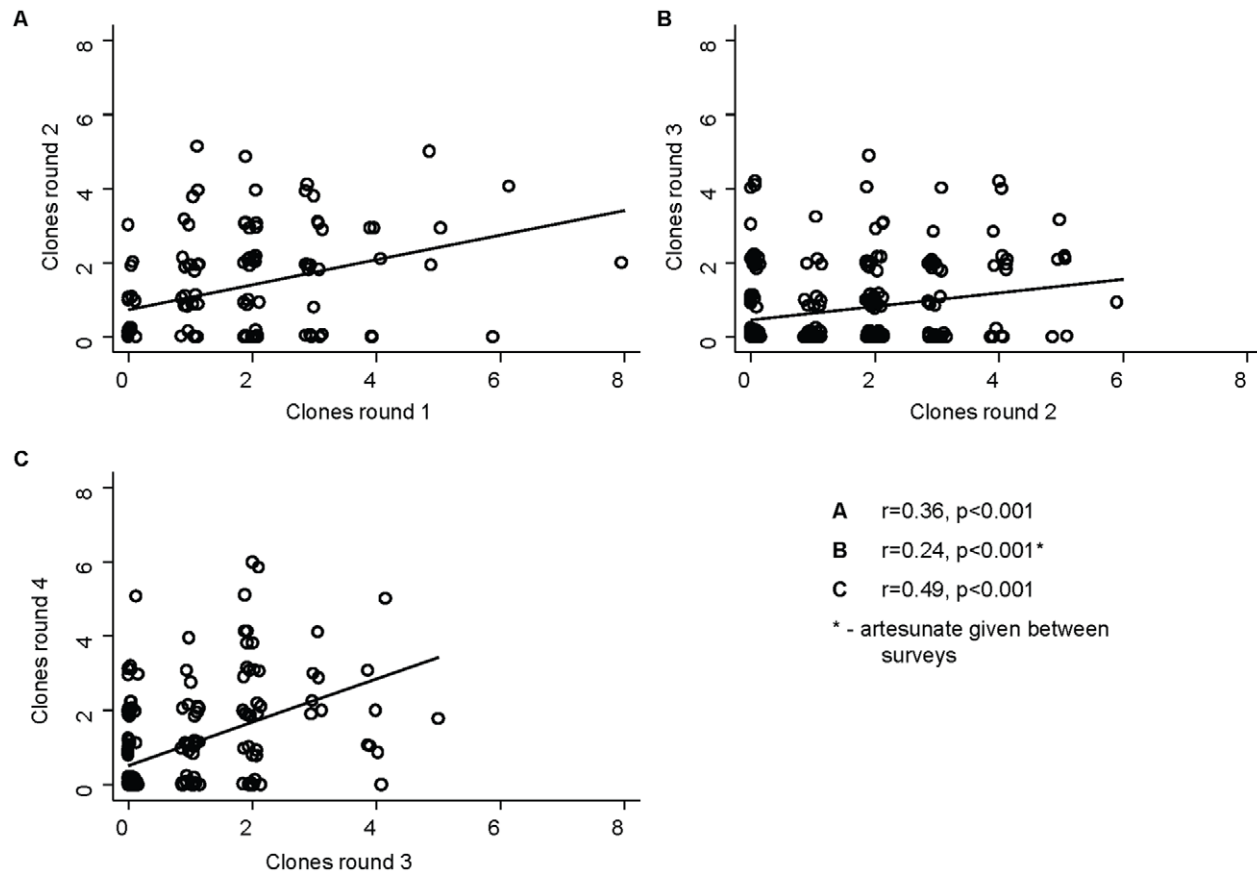 A
8
6
4
2
0
Clones round 2
0 2 4 6 8
Clones round 1
B
8
6
4
2
0
Clones round 3
0 2 4 6 8
Clones round 2
C
8
6
4
2
0
Clones round 4
0 2 4 6 8
Clones round 3
A r=0.36, p<0.001
B r=0.24, p<0.001*
C r=0.49, p<0.001
* - artesunate given between
surveys